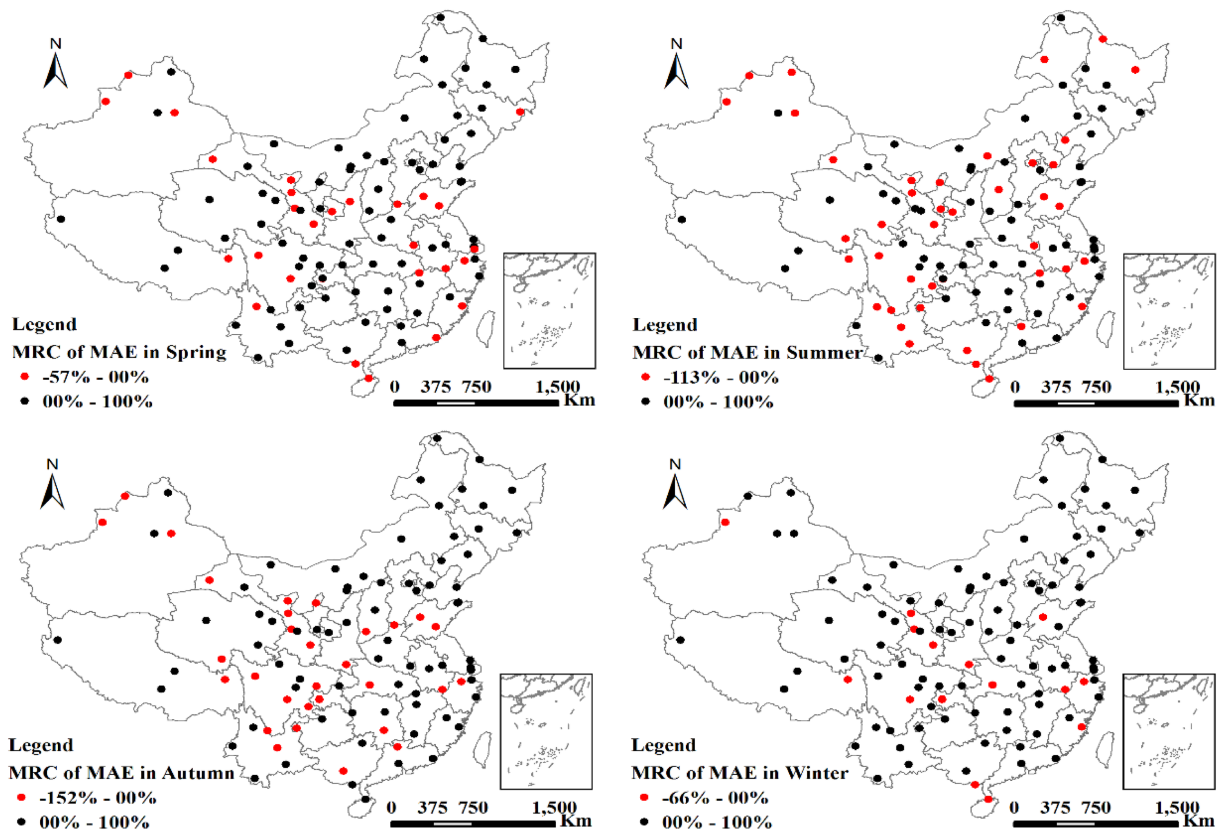 N
Legend
MRC of MAE in Spring
-57% - 00%
00% - 100%
0 375 750 1,500
Km
N
Legend
MRC of MAE in Summer
-113% - 00%
00% - 100%
0 375 750 1,500
Km
N
Legend
MRC of MAE in Autumn
-152% - 00%
00% - 100%
0 375 750 1,500
Km
N
Legend
MRC of MAE in Winter
-66% - 00%
00% - 100%
0 375 750 1,500
Km